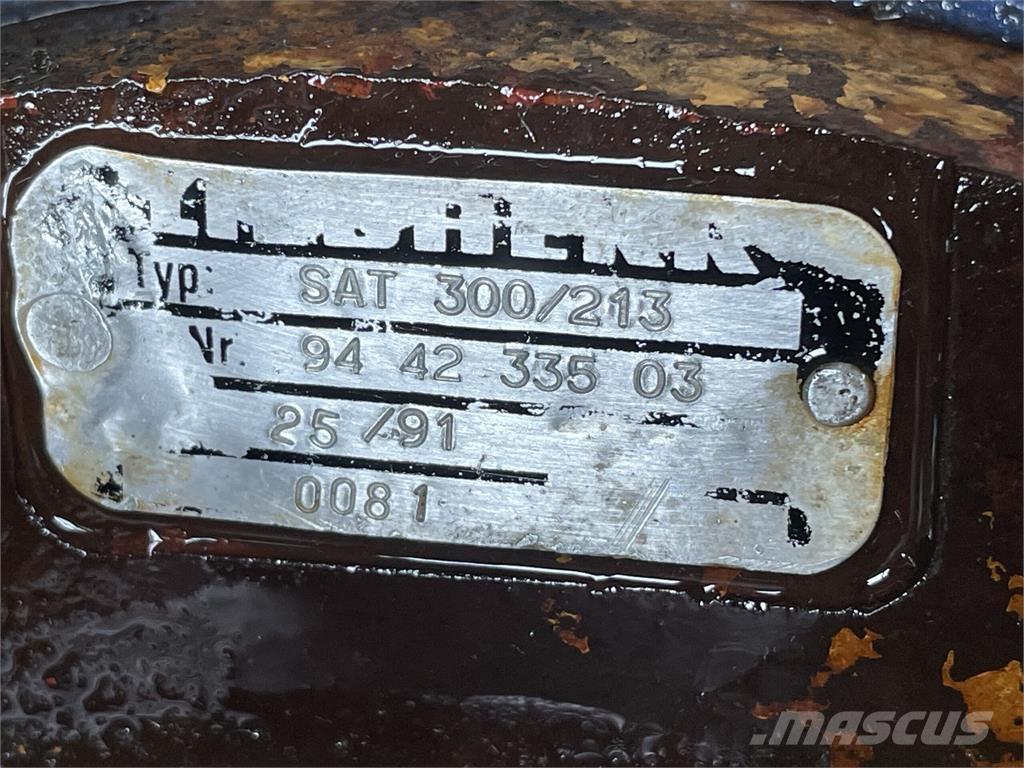 Typ: SAT 300/213
Nr. 94 42 335 03
25/91
0081
MASCUS